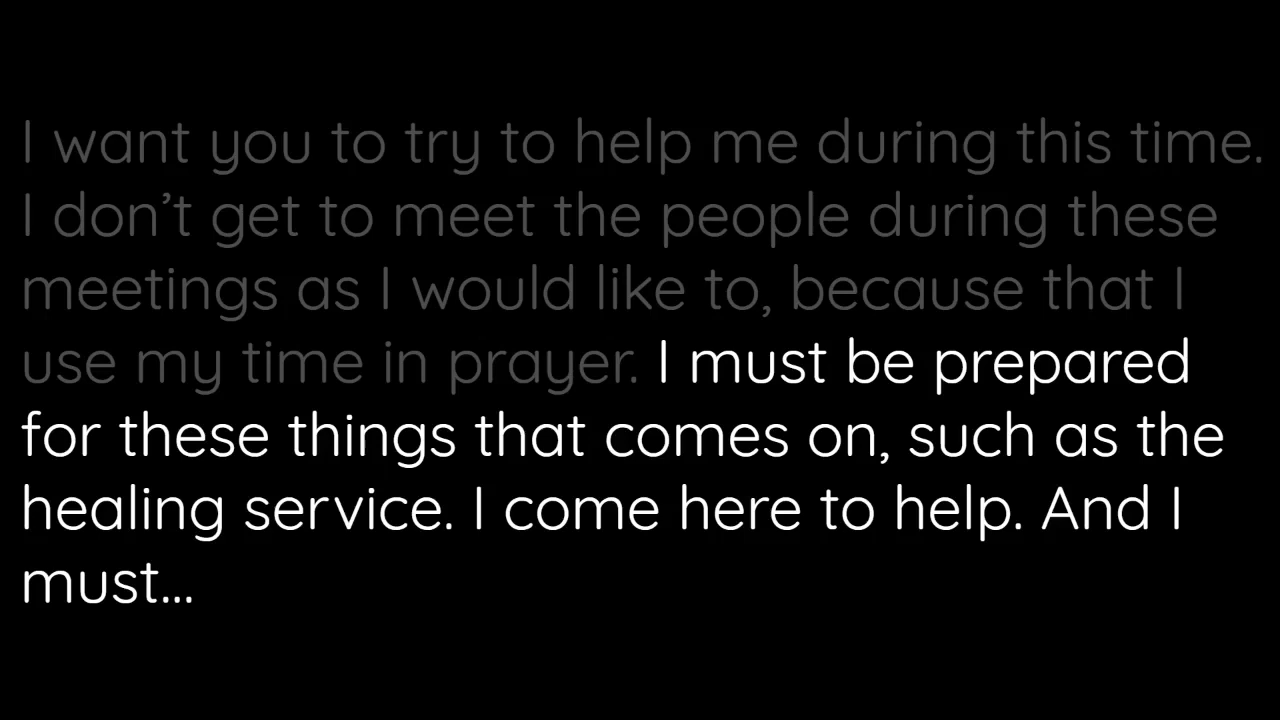 I want you to try to help me during this time.
I don’t get to meet the people during these
meetings as I would like to, because that I
use my time in prayer. I must be prepared
for these things that comes on, such as the
healing service. I come here to help. And I
must...